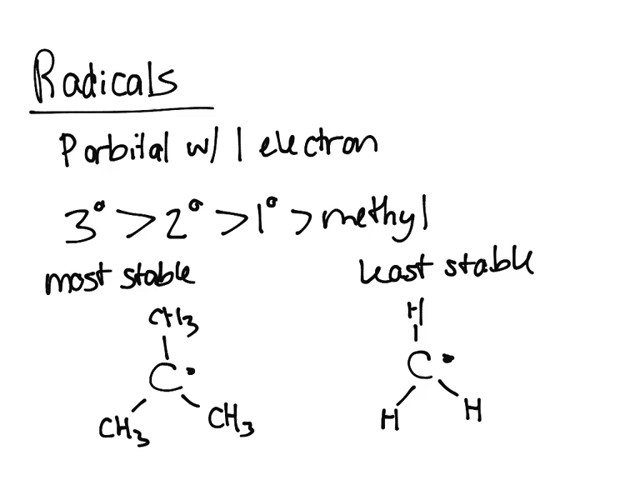 Radicals
P orbital w/ 1 electron
3° > 2° > 1° > methyl
most stable
least stable
CH3
C•
CH3 CH3
H
C•
H H